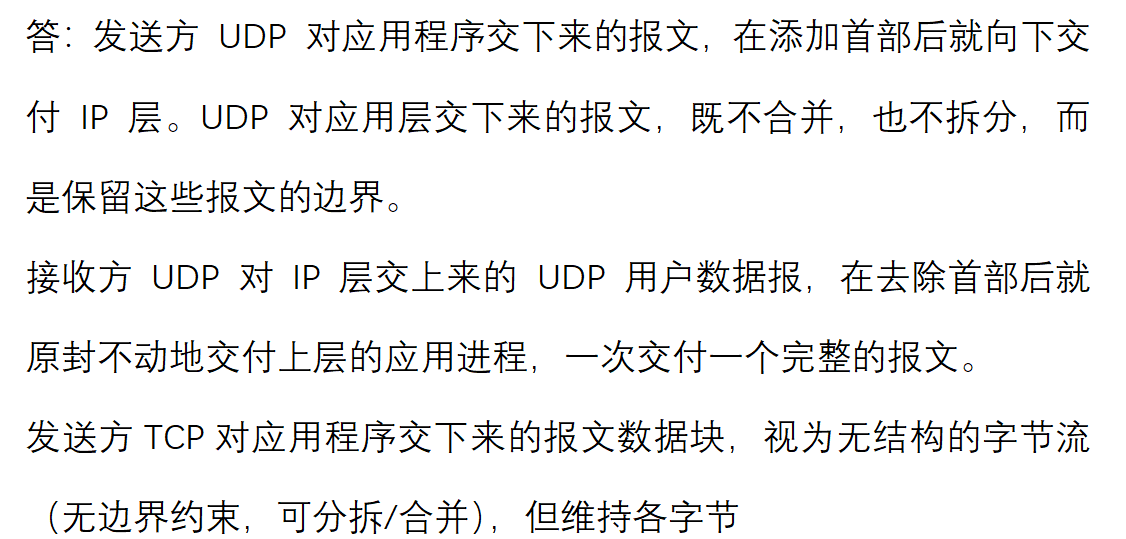 答：发送方 UDP 对应用程序交下来的报文，在添加首部后就向下交
付 IP 层。UDP 对应用层交下来的报文，既不合并，也不拆分，而
是保留这些报文的边界。
接收方 UDP 对 IP 层交上来的 UDP 用户数据报，在去除首部后就
原封不动地交付上层的应用进程，一次交付一个完整的报文。
发送方 TCP 对应用程序交下来的报文数据块，视为无结构的字节流
（无边界约束，可分拆/合并），但维持各字节